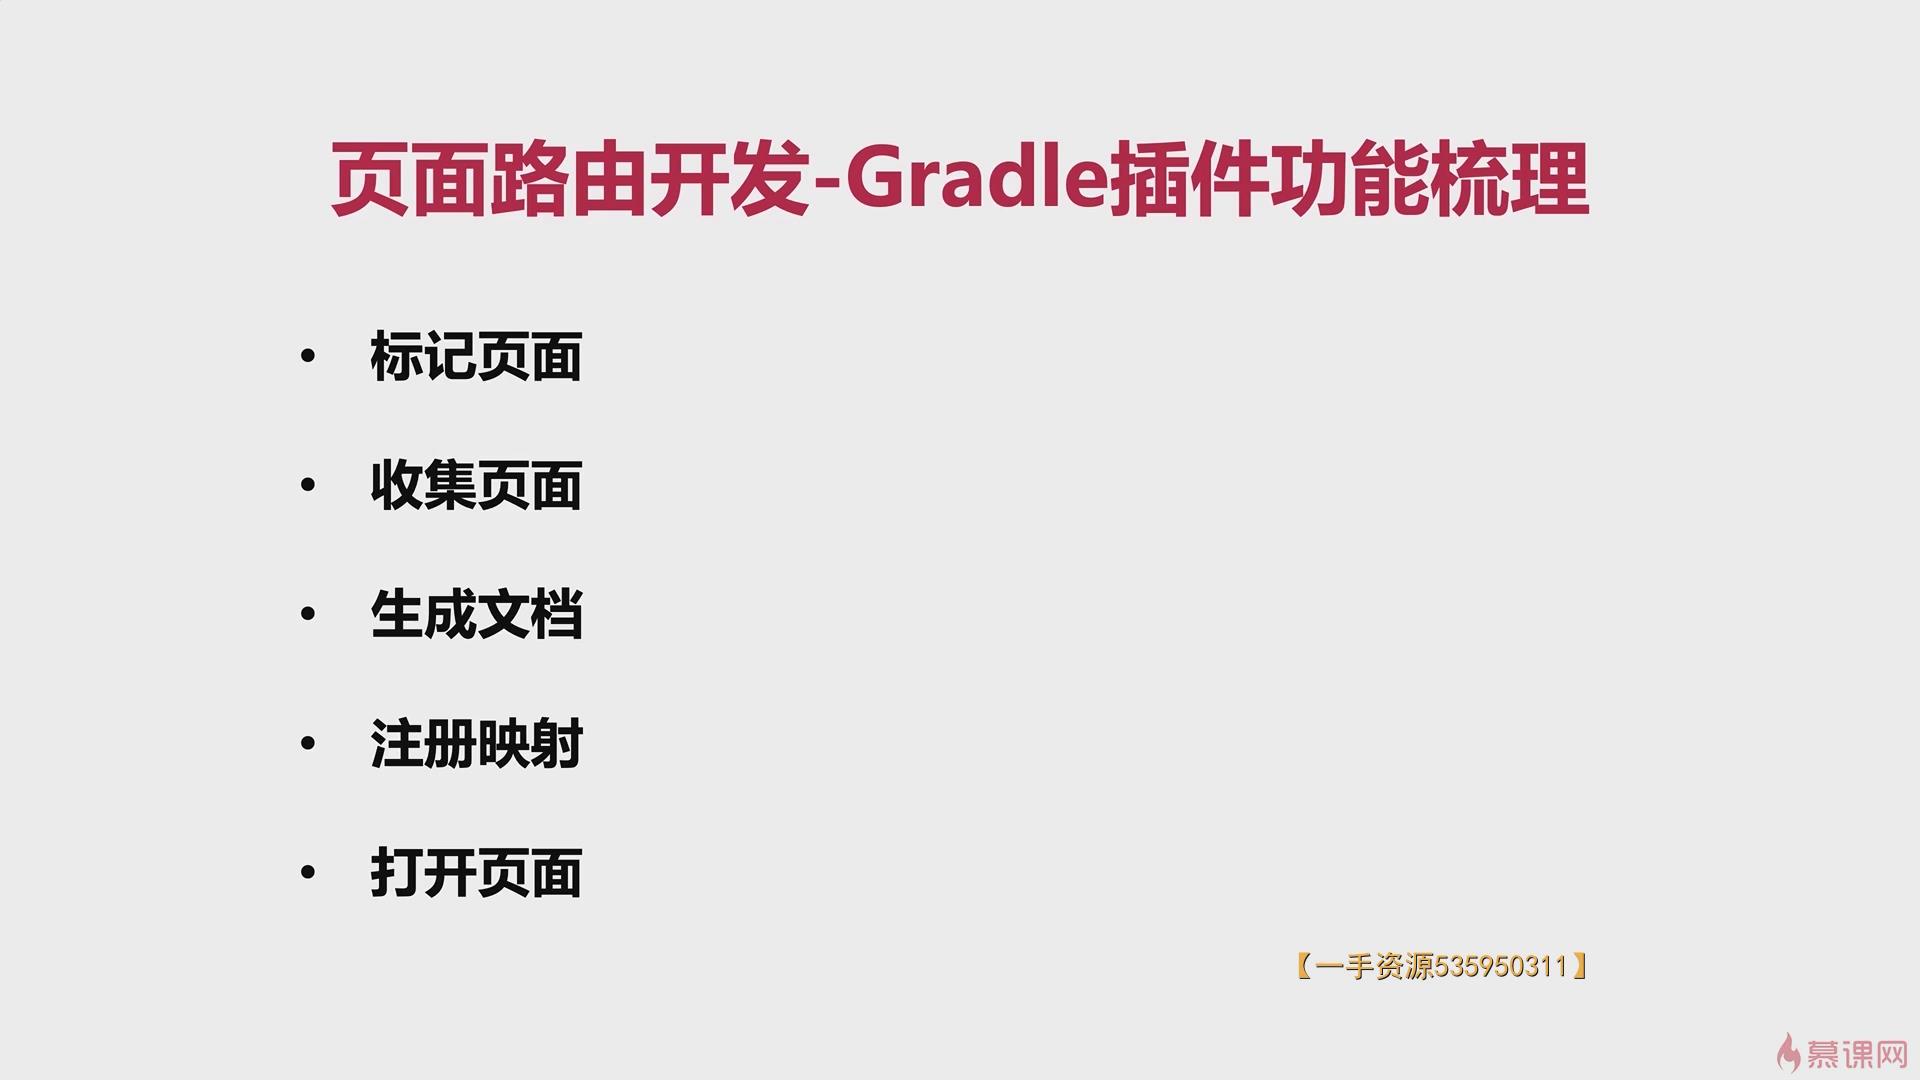 页面路由开发-Gradle插件功能梳理
• 标记页面
• 收集页面
• 生成文档
• 注册映射
• 打开页面
【一手资源535950311】
慕课网